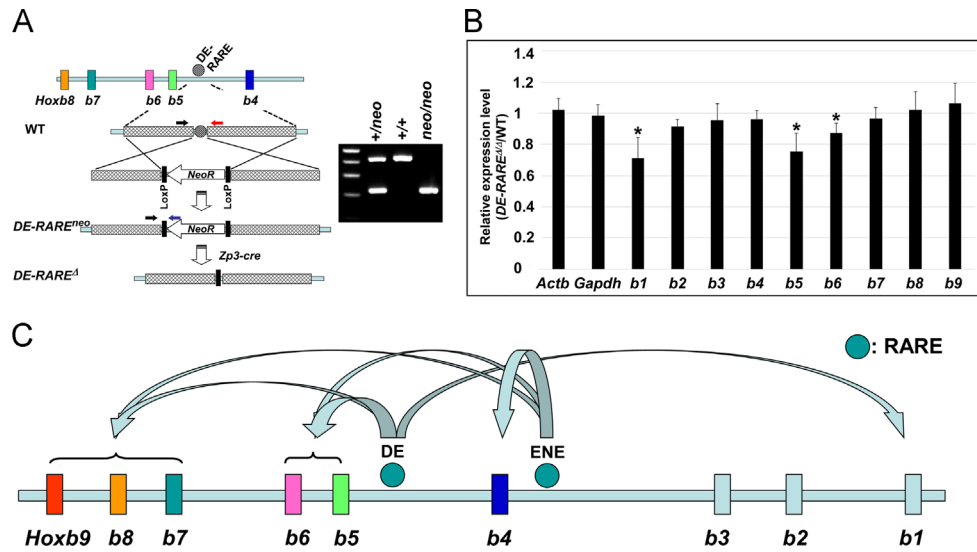 A
DE-
RARE
Hoxb8 b7 b6 b5 b4
WT
NeoR
LoxP LoxP
DE-RAREneo
NeoR
Zp3-cre
DE-RAREΔ
+/neo +/+ neo/neo
B
Relative expression level
(DE-RAREΔ/Δ/WT)
1.4
1.2
1
0.8
0.6
0.4
0.2
0
* * *
Actb Gapdh b1 b2 b3 b4 b5 b6 b7 b8 b9
C
: RARE
DE ENE
Hoxb9 b8 b7 b6 b5 b4 b3 b2 b1